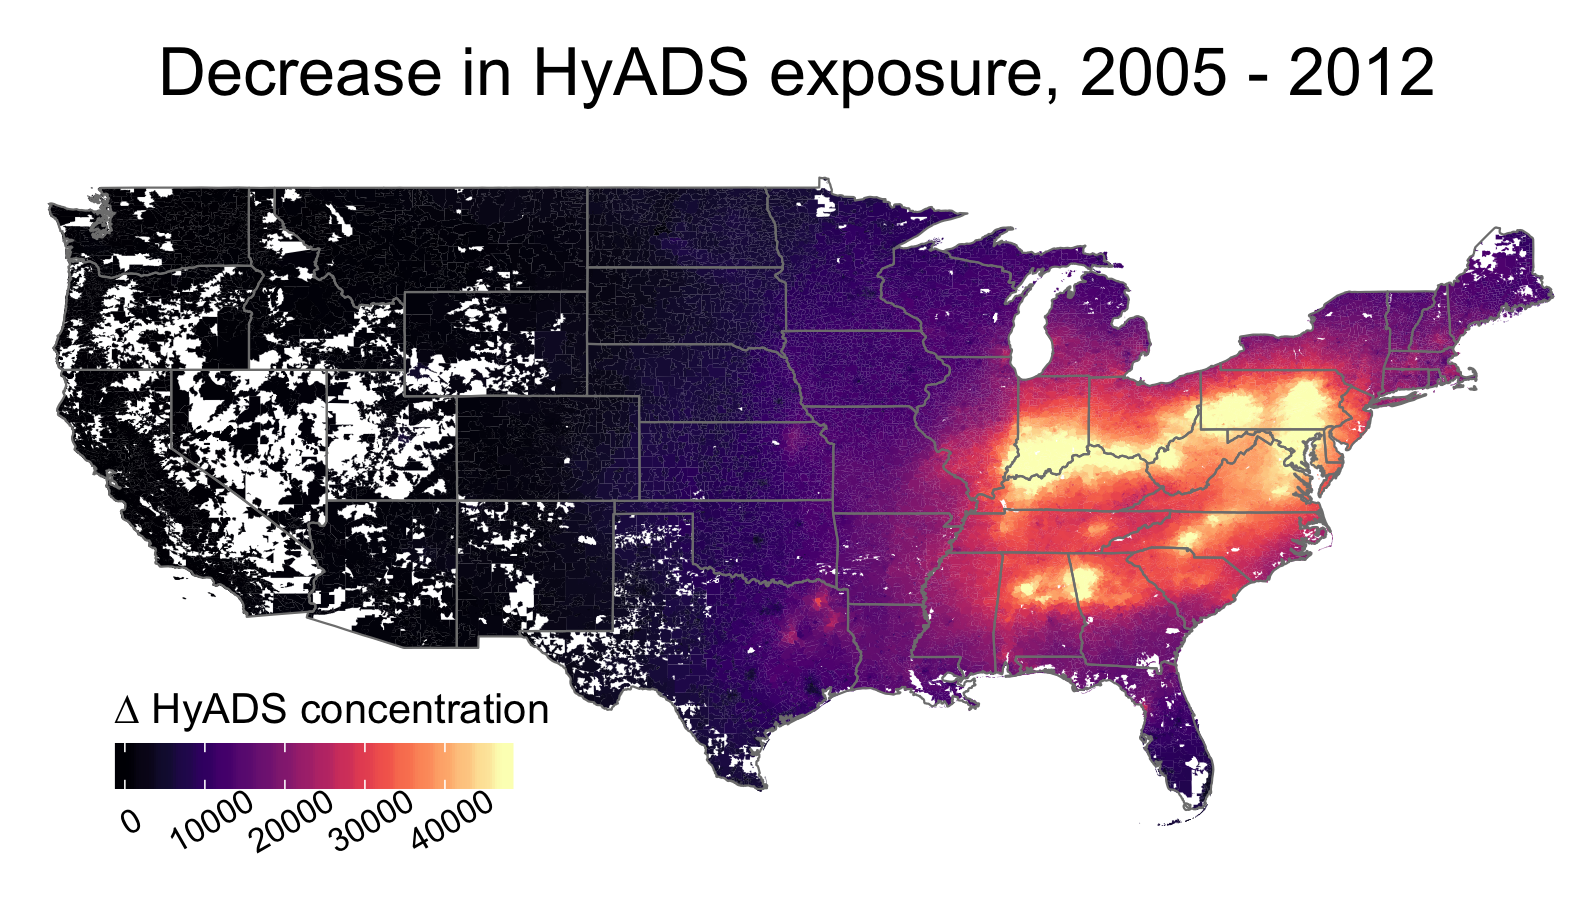 Decrease in HyADS exposure, 2005 - 2012
Δ HyADS concentration
0 10000 20000 30000 40000